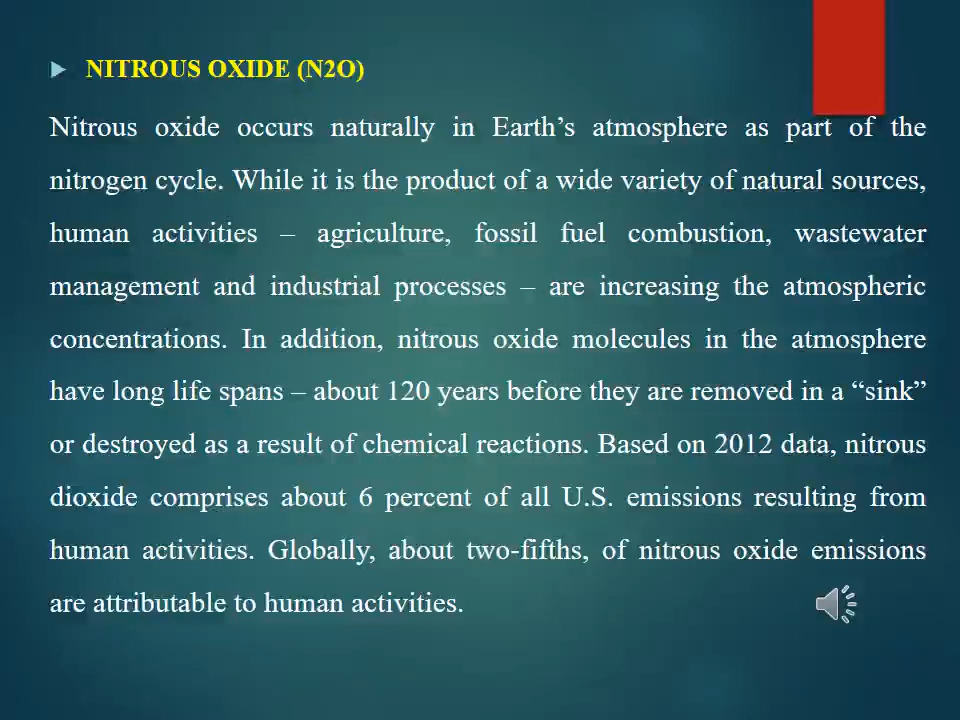 NITROUS OXIDE (N2O)
Nitrous oxide occurs naturally in Earth’s atmosphere as part of the
nitrogen cycle. While it is the product of a wide variety of natural sources,
human activities – agriculture, fossil fuel combustion, wastewater
management and industrial processes – are increasing the atmospheric
concentrations. In addition, nitrous oxide molecules in the atmosphere
have long life spans – about 120 years before they are removed in a “sink”
or destroyed as a result of chemical reactions. Based on 2012 data, nitrous
dioxide comprises about 6 percent of all U.S. emissions resulting from
human activities. Globally, about two-fifths, of nitrous oxide emissions
are attributable to human activities.